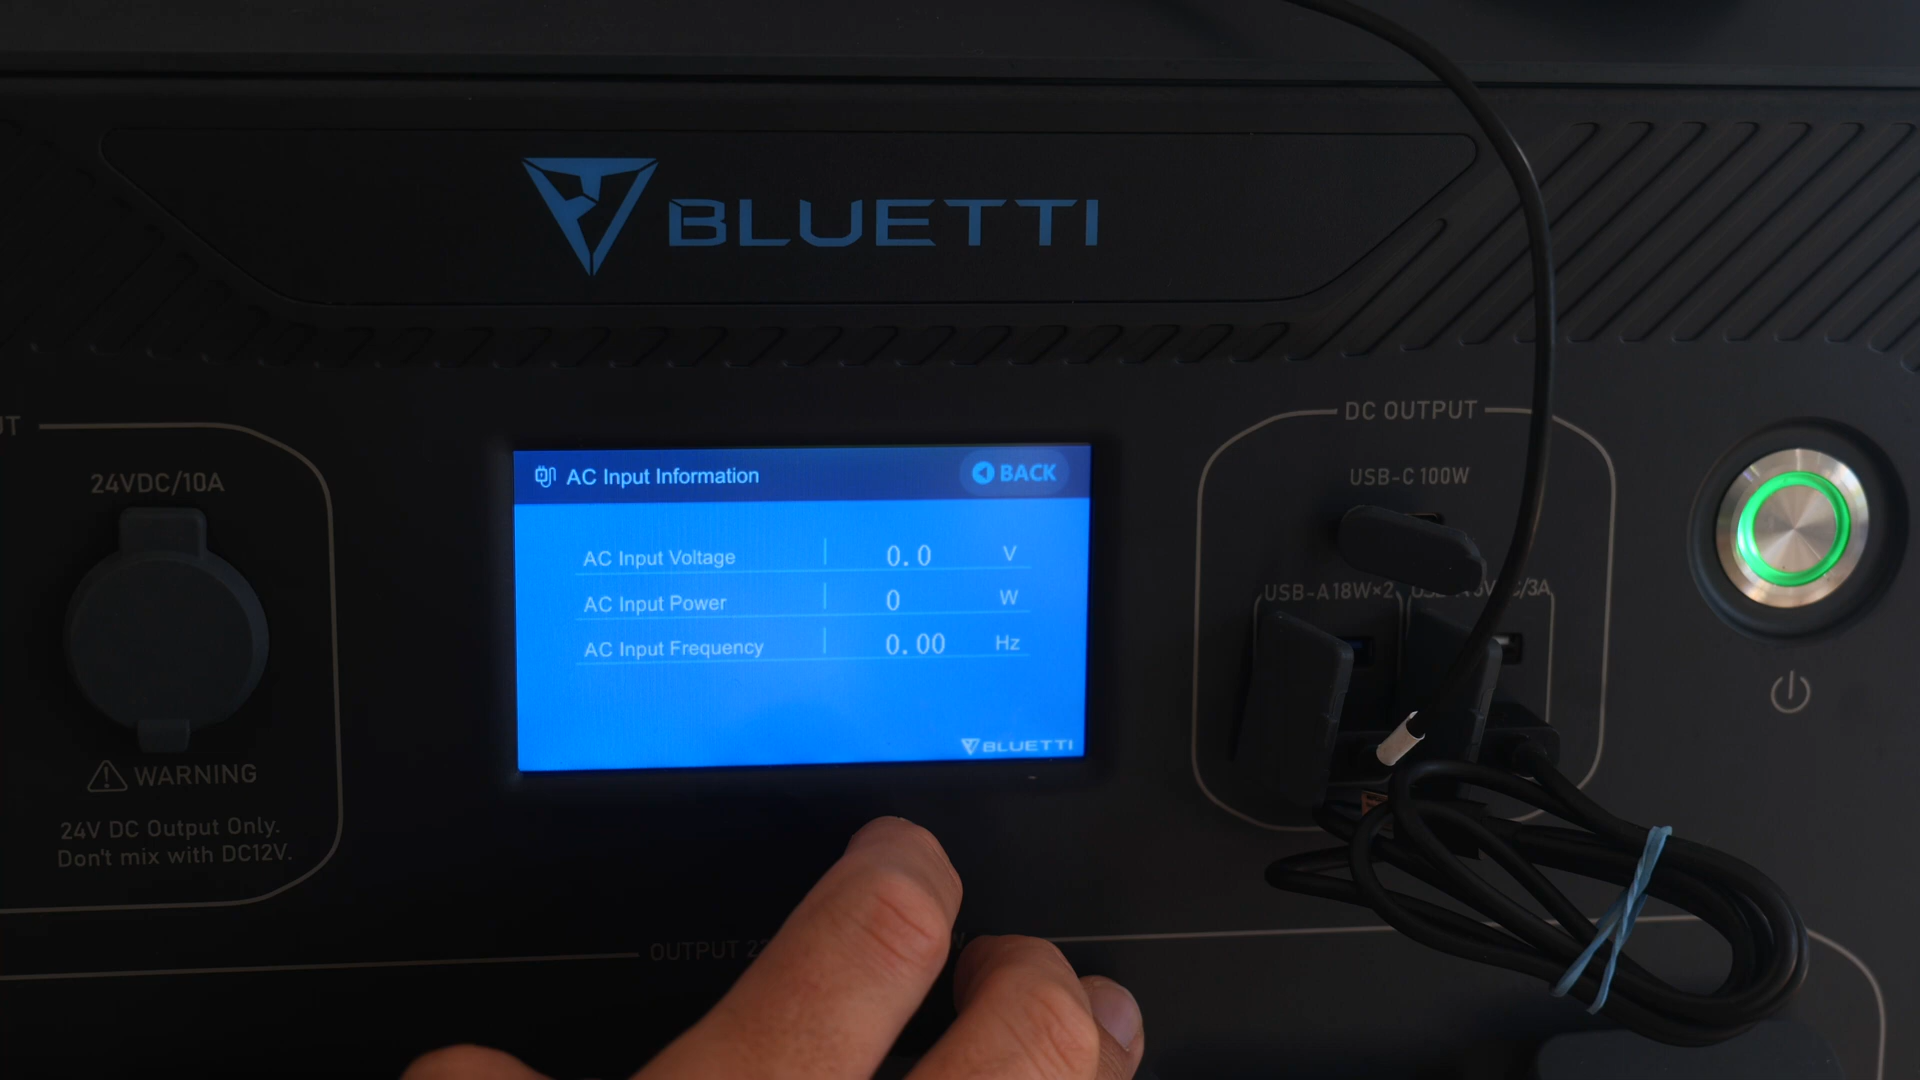 BLUETTI
DC OUTPUT
24VDC/10A
USB-C 100W
AC Input Information
BACK
AC Input Voltage 0.0 V
AC Input Power 0 W
AC Input Frequency 0.00 Hz
BLUETTI
USB-A 18W×2
/3A
WARNING
24V DC Output Only.
Don't mix with DC12V.
OUTPUT